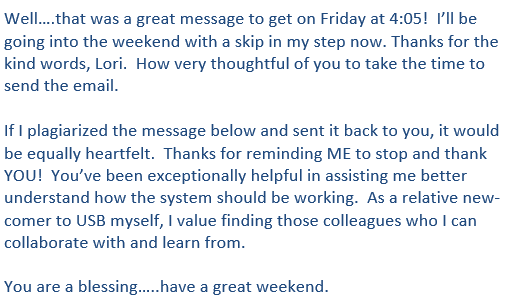 Well….that was a great message to get on Friday at 4:05!  I'll be
going into the weekend with a skip in my step now. Thanks for the
kind words, Lori.  How very thoughtful of you to take the time to
send the email.
If I plagiarized the message below and sent it back to you, it would
be equally heartfelt.  Thanks for reminding ME to stop and thank
YOU!  You've been exceptionally helpful in assisting me better
understand how the system should be working.  As a relative new-
comer to USB myself, I value finding those colleagues who I can
collaborate with and learn from.
You are a blessing…..have a great weekend.